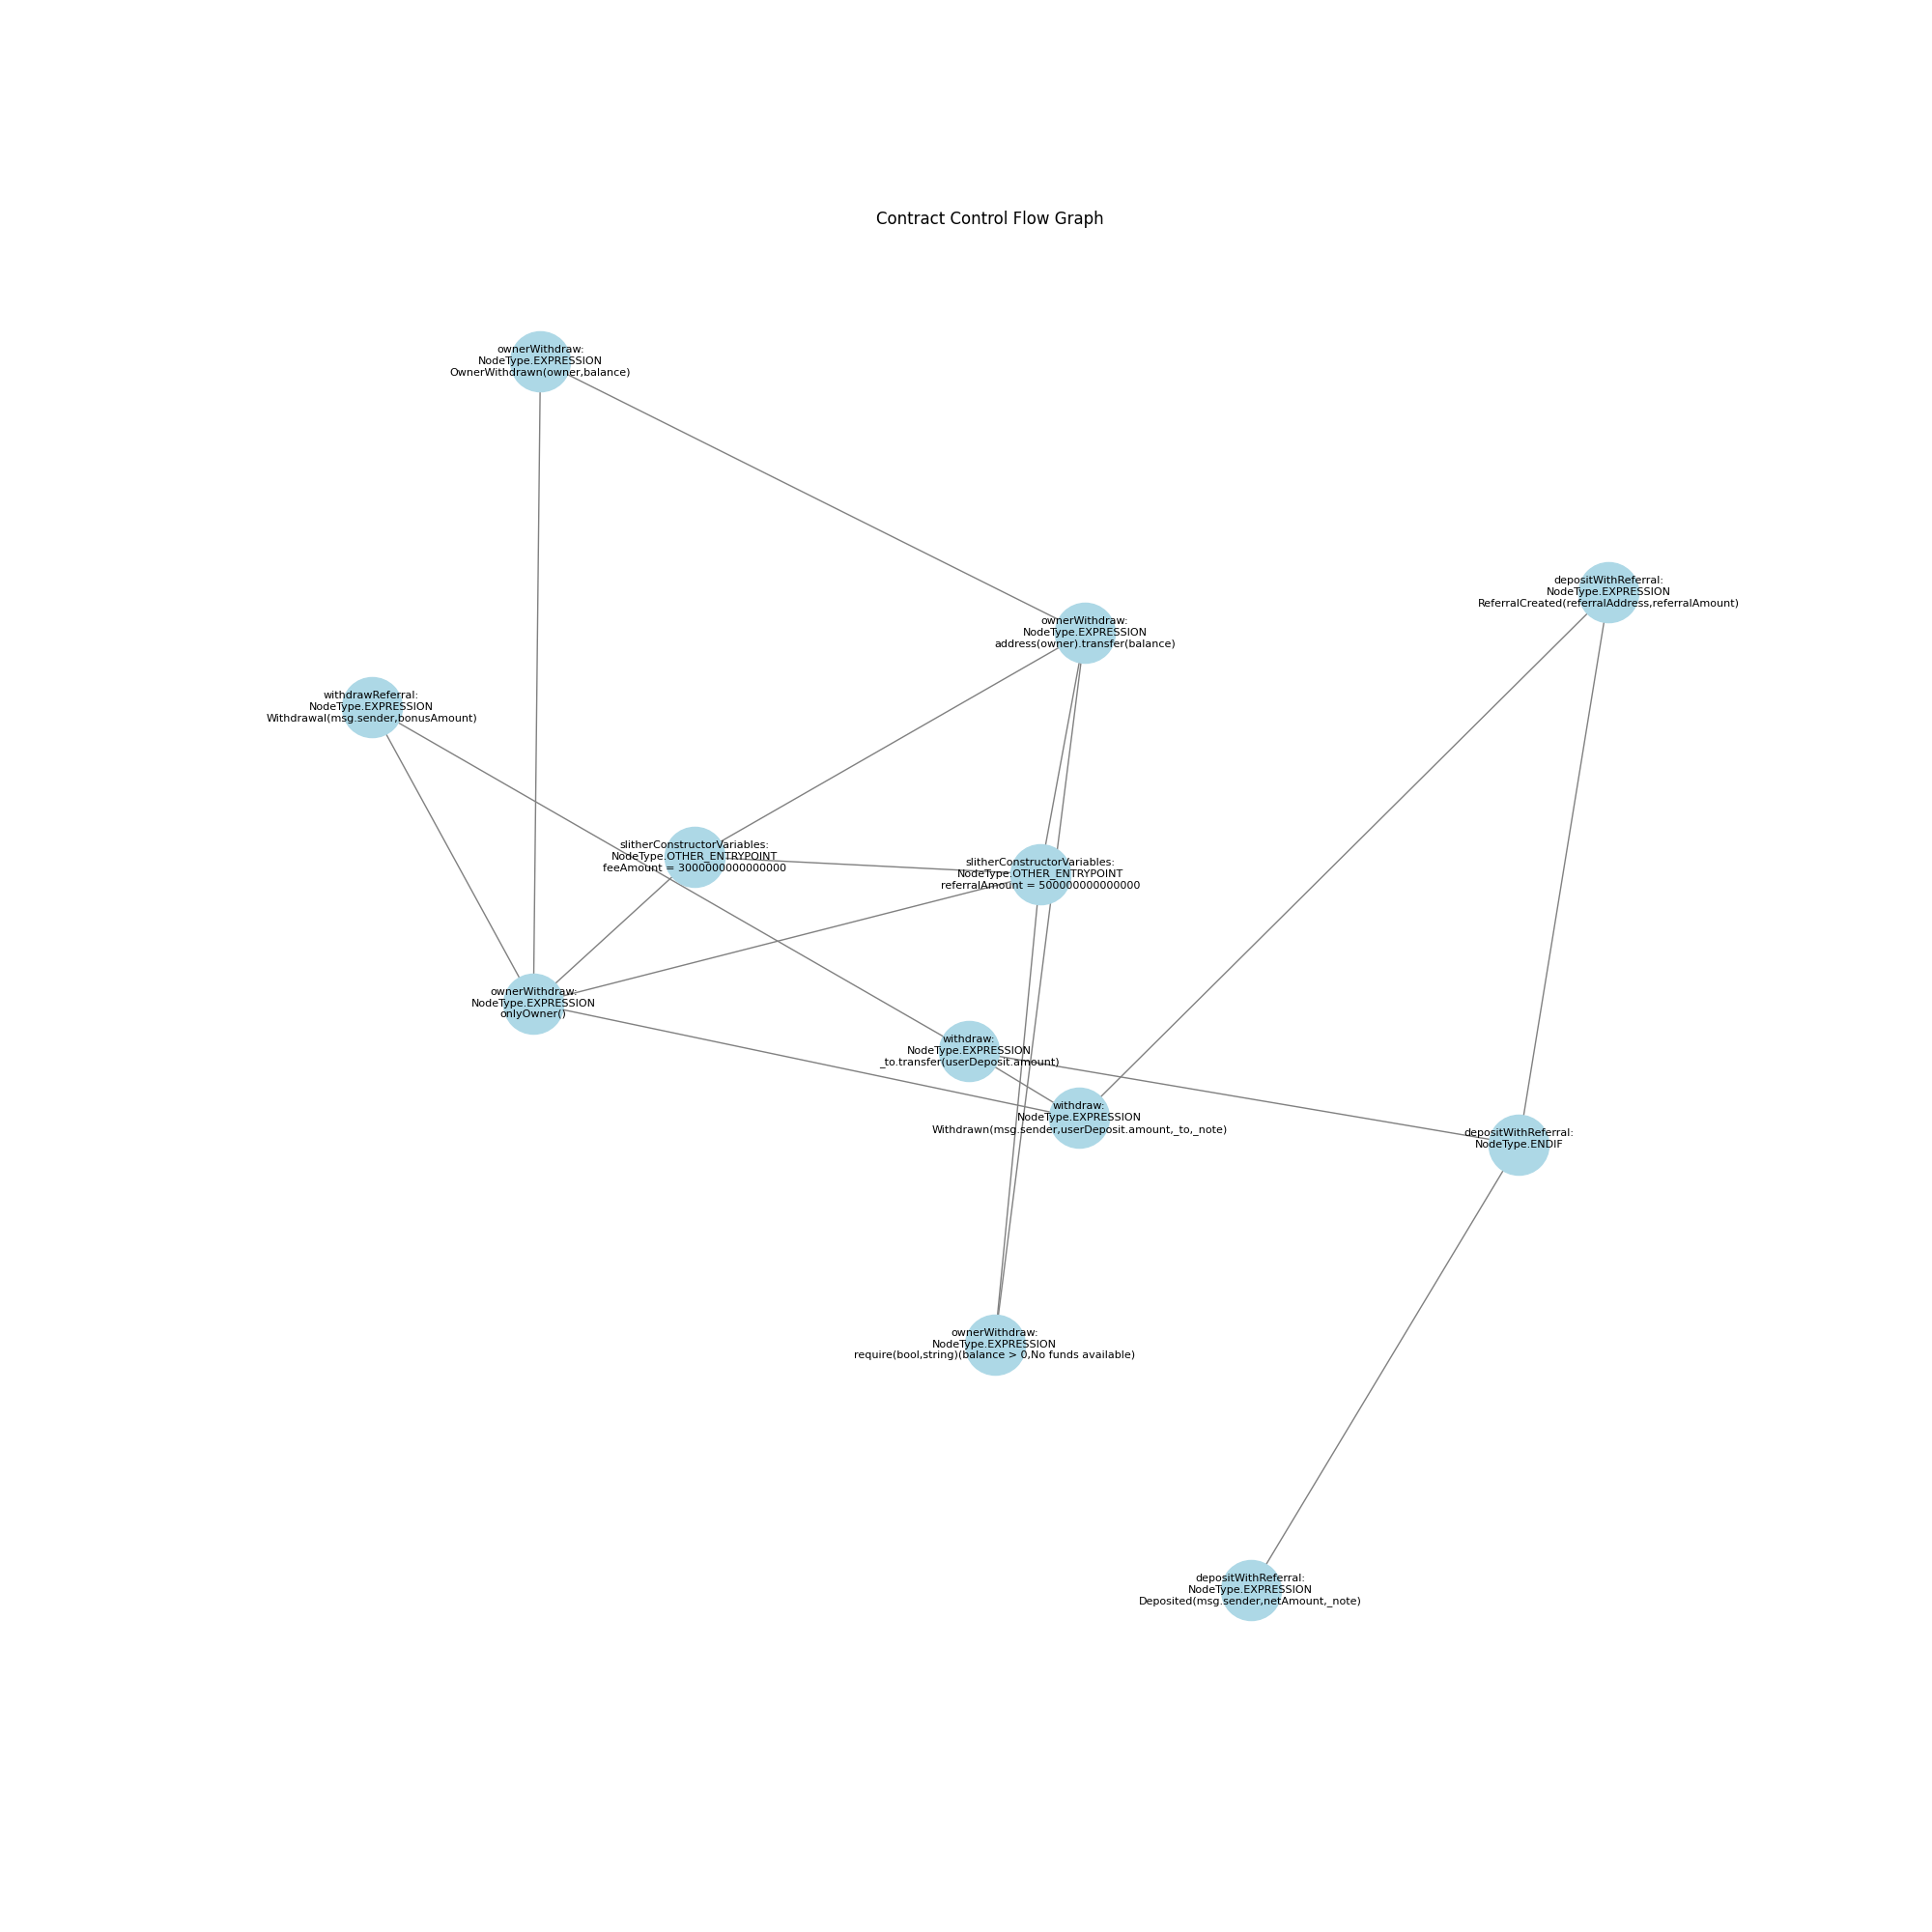 Contract Control Flow Graph
ownerWithdraw:
NodeType.EXPRESSION
OwnerWithdrawn(owner,balance)
depositWithReferral:
NodeType.EXPRESSION
ReferralCreated(referralAddress,referralAmount)
ownerWithdraw:
NodeType.EXPRESSION
address(owner).transfer(balance)
withdrawReferral:
NodeType.EXPRESSION
Withdrawal(msg.sender,bonusAmount)
slitherConstructorVariables:
NodeType.OTHER_ENTRYPOINT
feeAmount = 3000000000000000
slitherConstructorVariables:
NodeType.OTHER_ENTRYPOINT
referralAmount = 500000000000000
ownerWithdraw:
NodeType.EXPRESSION
onlyOwner()
withdraw:
NodeType.EXPRESSION
_to.transfer(userDeposit.amount)
withdraw:
NodeType.EXPRESSION
Withdrawn(msg.sender,userDeposit.amount,_to,_note)
depositWithReferral:
NodeType.ENDIF
ownerWithdraw:
NodeType.EXPRESSION
require(bool,string)(balance > 0,No funds available)
depositWithReferral:
NodeType.EXPRESSION
Deposited(msg.sender,netAmount,_note)